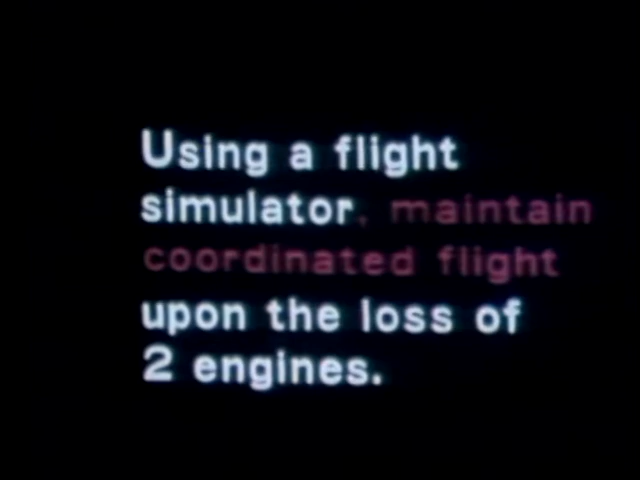 Using a flight
simulator, maintain
coordinated flight
upon the loss of
2 engines.